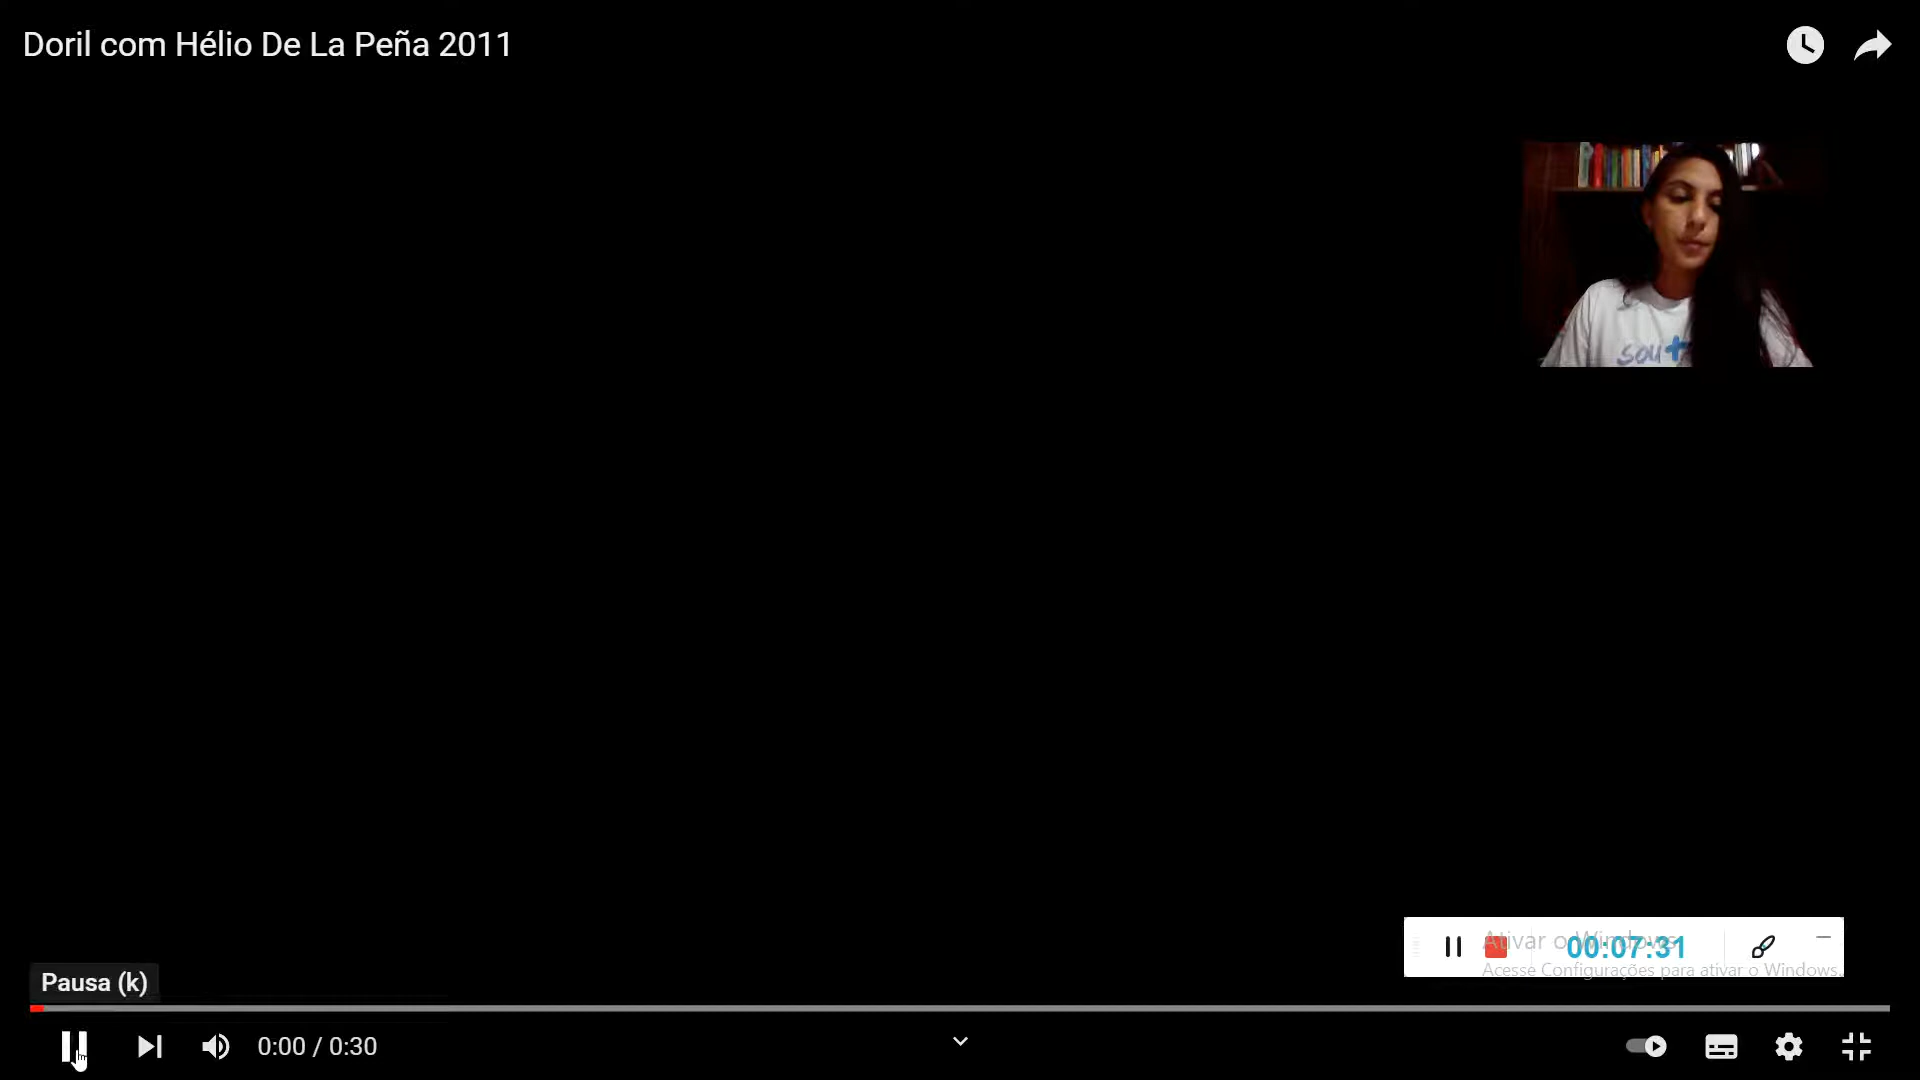 Doril com Hélio De La Peña 2011
sou+
Ativar o Windows
00:07:31
Acesse Configurações para ativar o Windows.
Pausa (k)
0:00 / 0:30